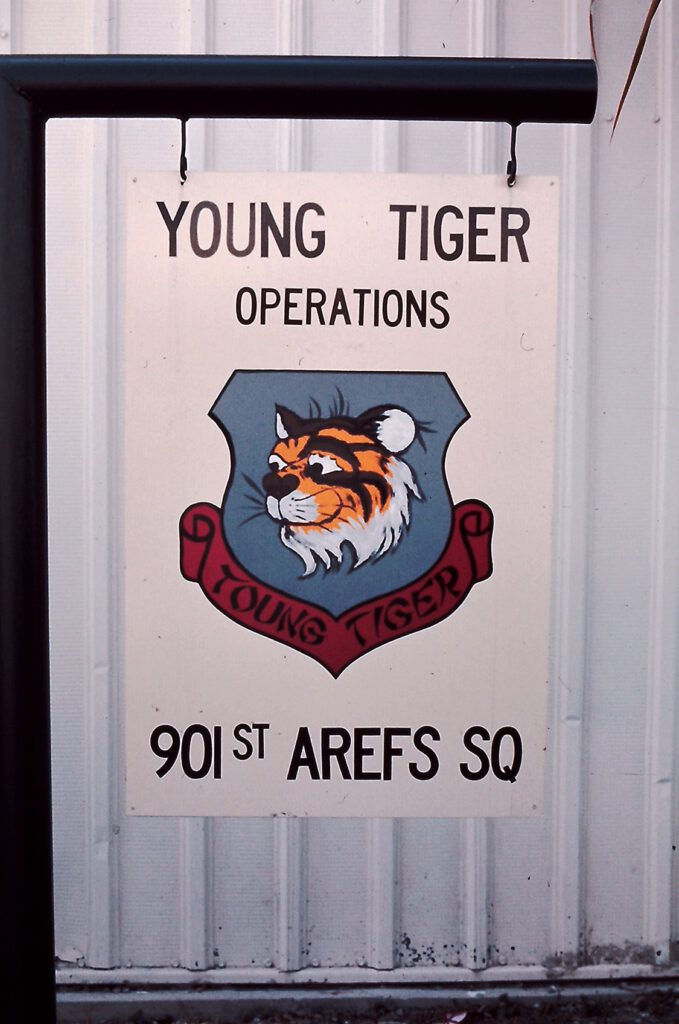 YOUNG TIGER
OPERATIONS
YOUNG TIGER
901ST AREFS SQ